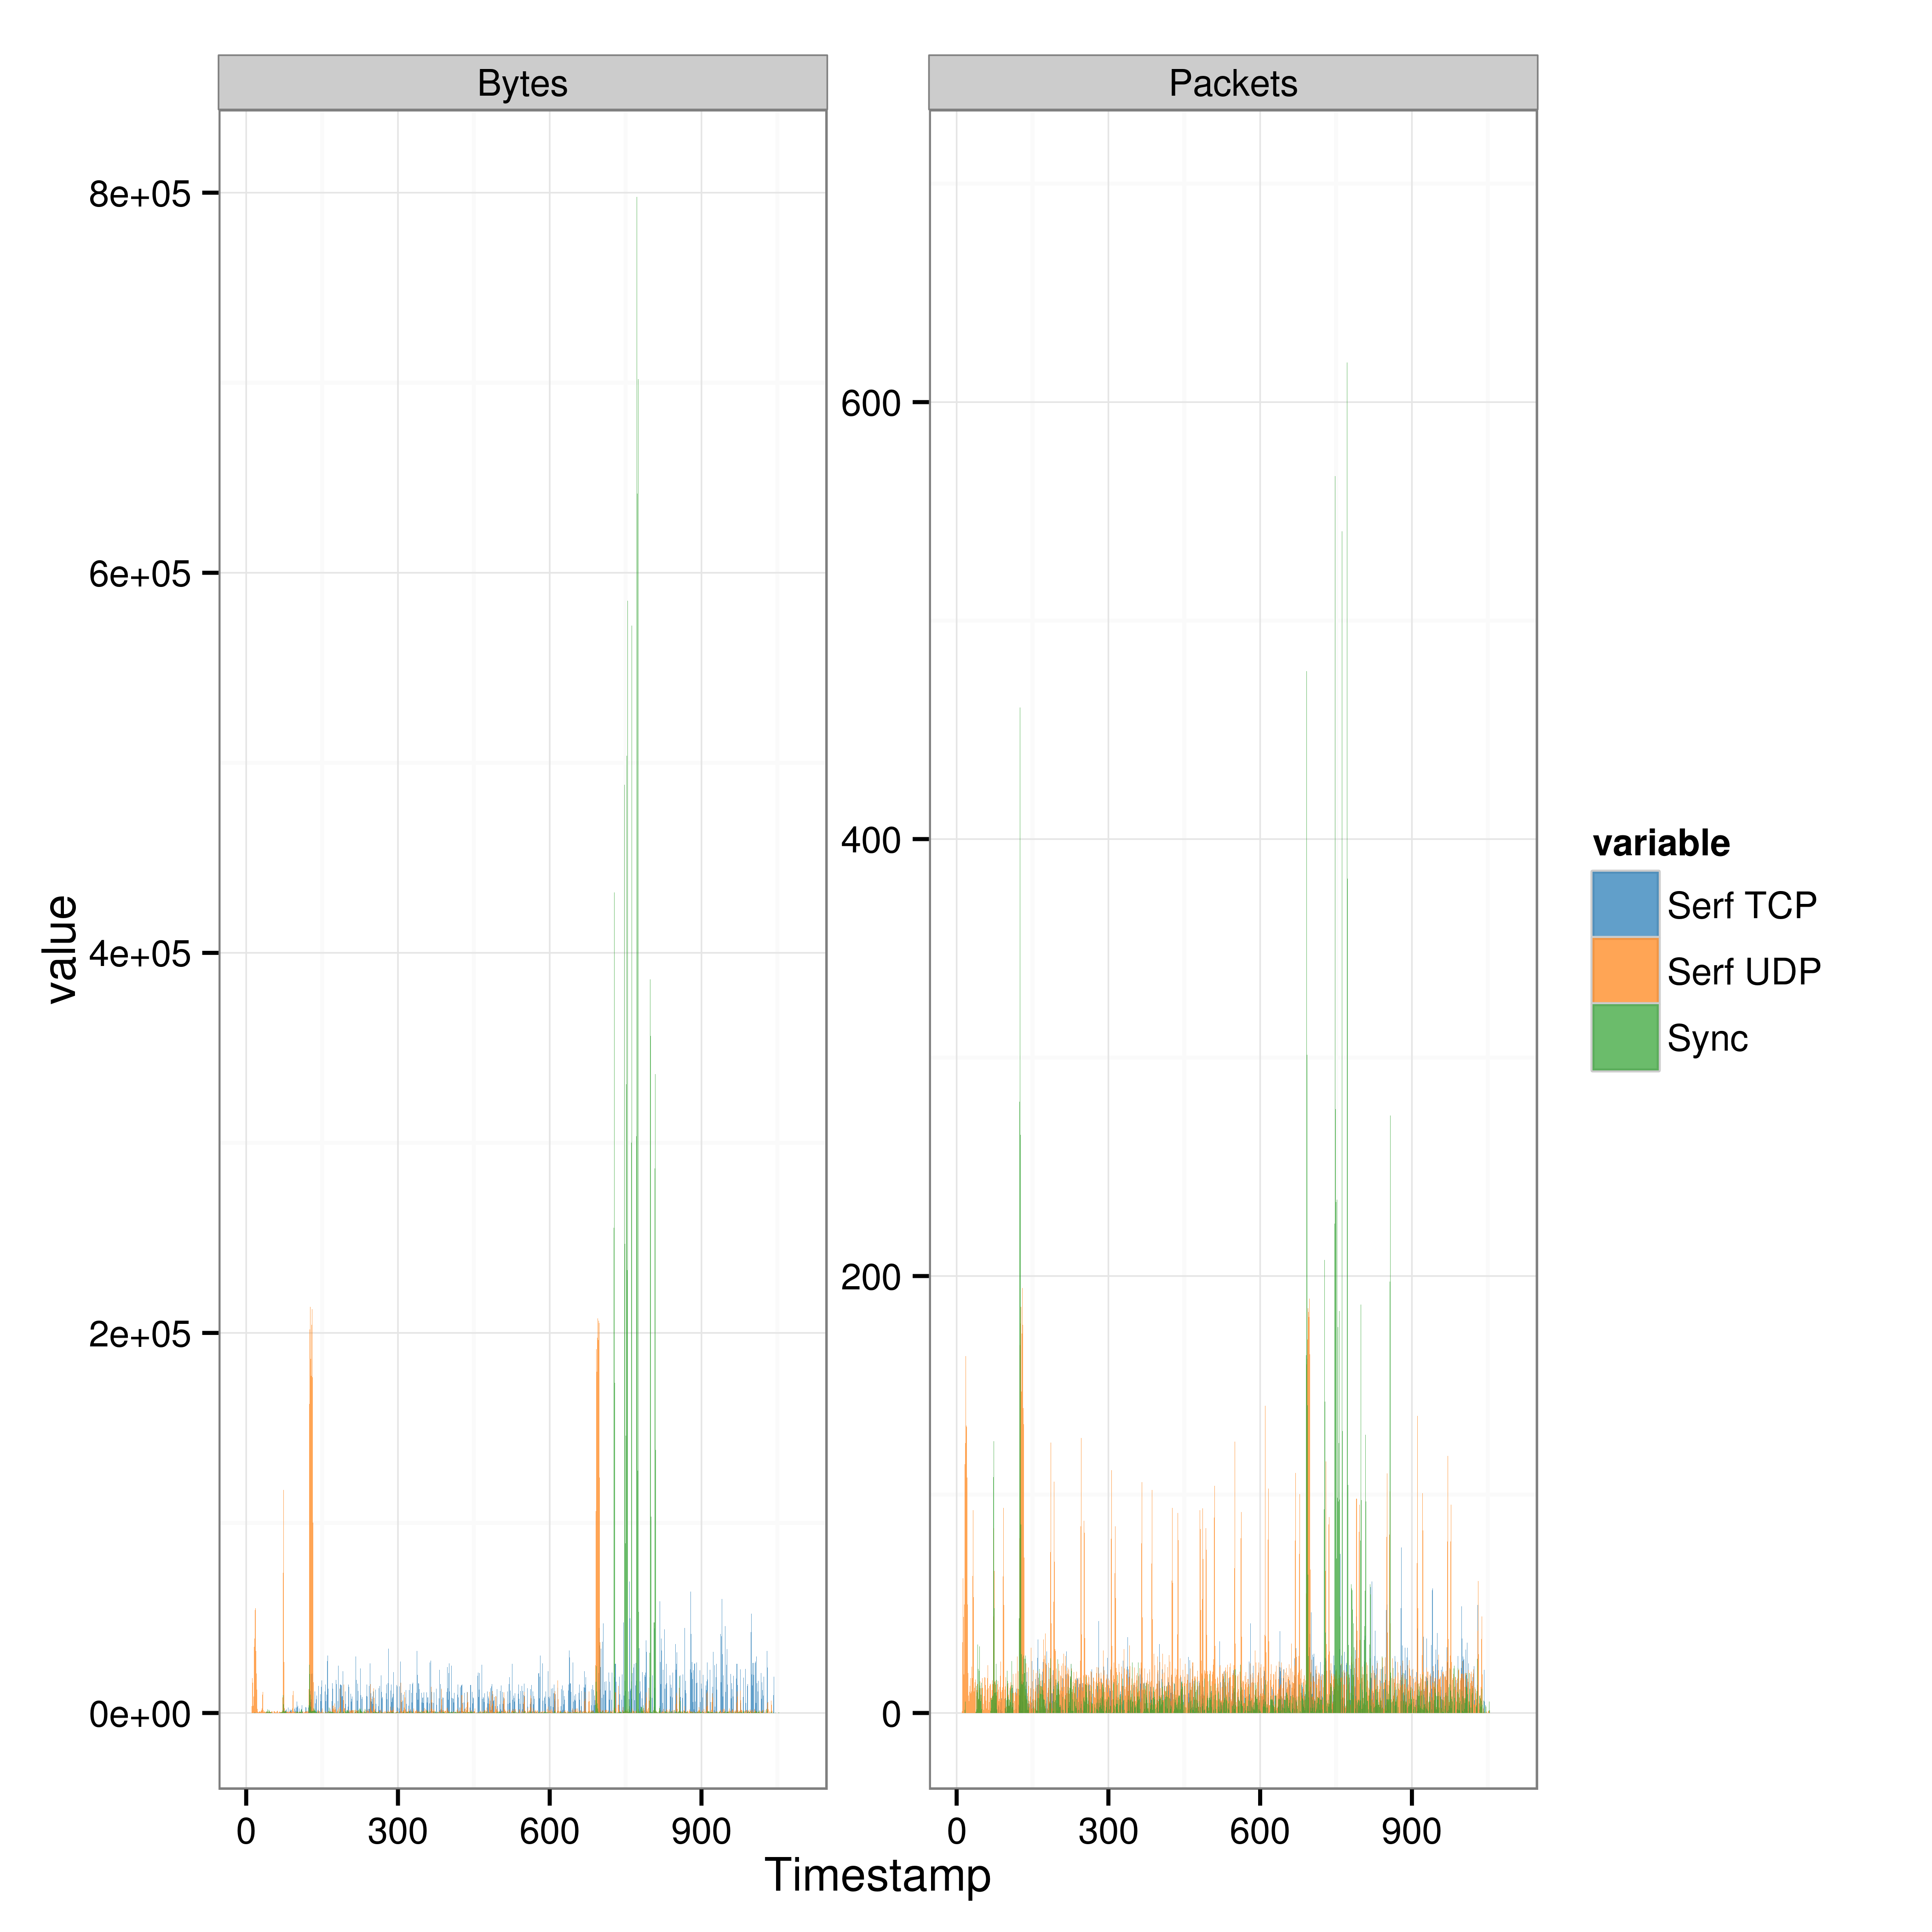 Bytes
Packets
8e+05
6e+05
4e+05
2e+05
0e+00
600
400
200
0
value
0 300 600 900
0 300 600 900
Timestamp
variable
Serf TCP
Serf UDP
Sync